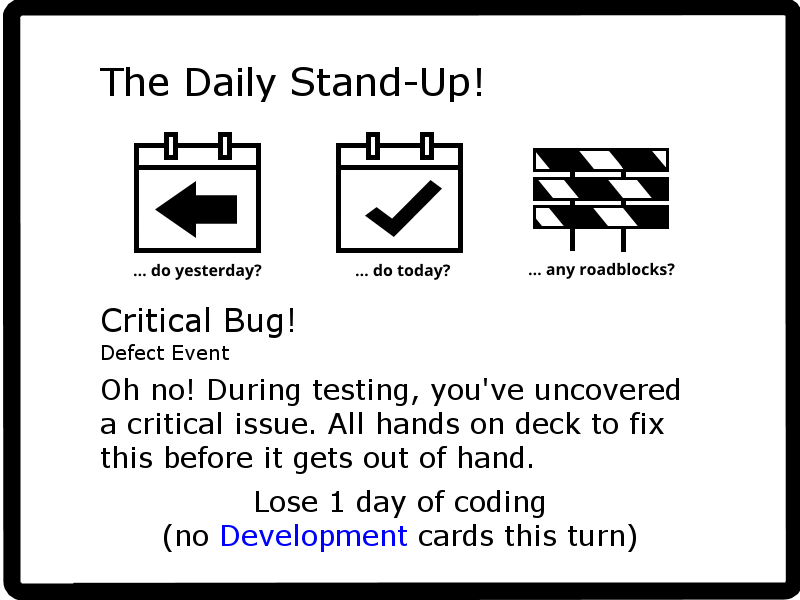 The Daily Stand-Up!
... do yesterday?
... do today?
... any roadblocks?
Critical Bug!
Defect Event
Oh no! During testing, you've uncovered
a critical issue. All hands on deck to fix
this before it gets out of hand.
Lose 1 day of coding
(no Development cards this turn)